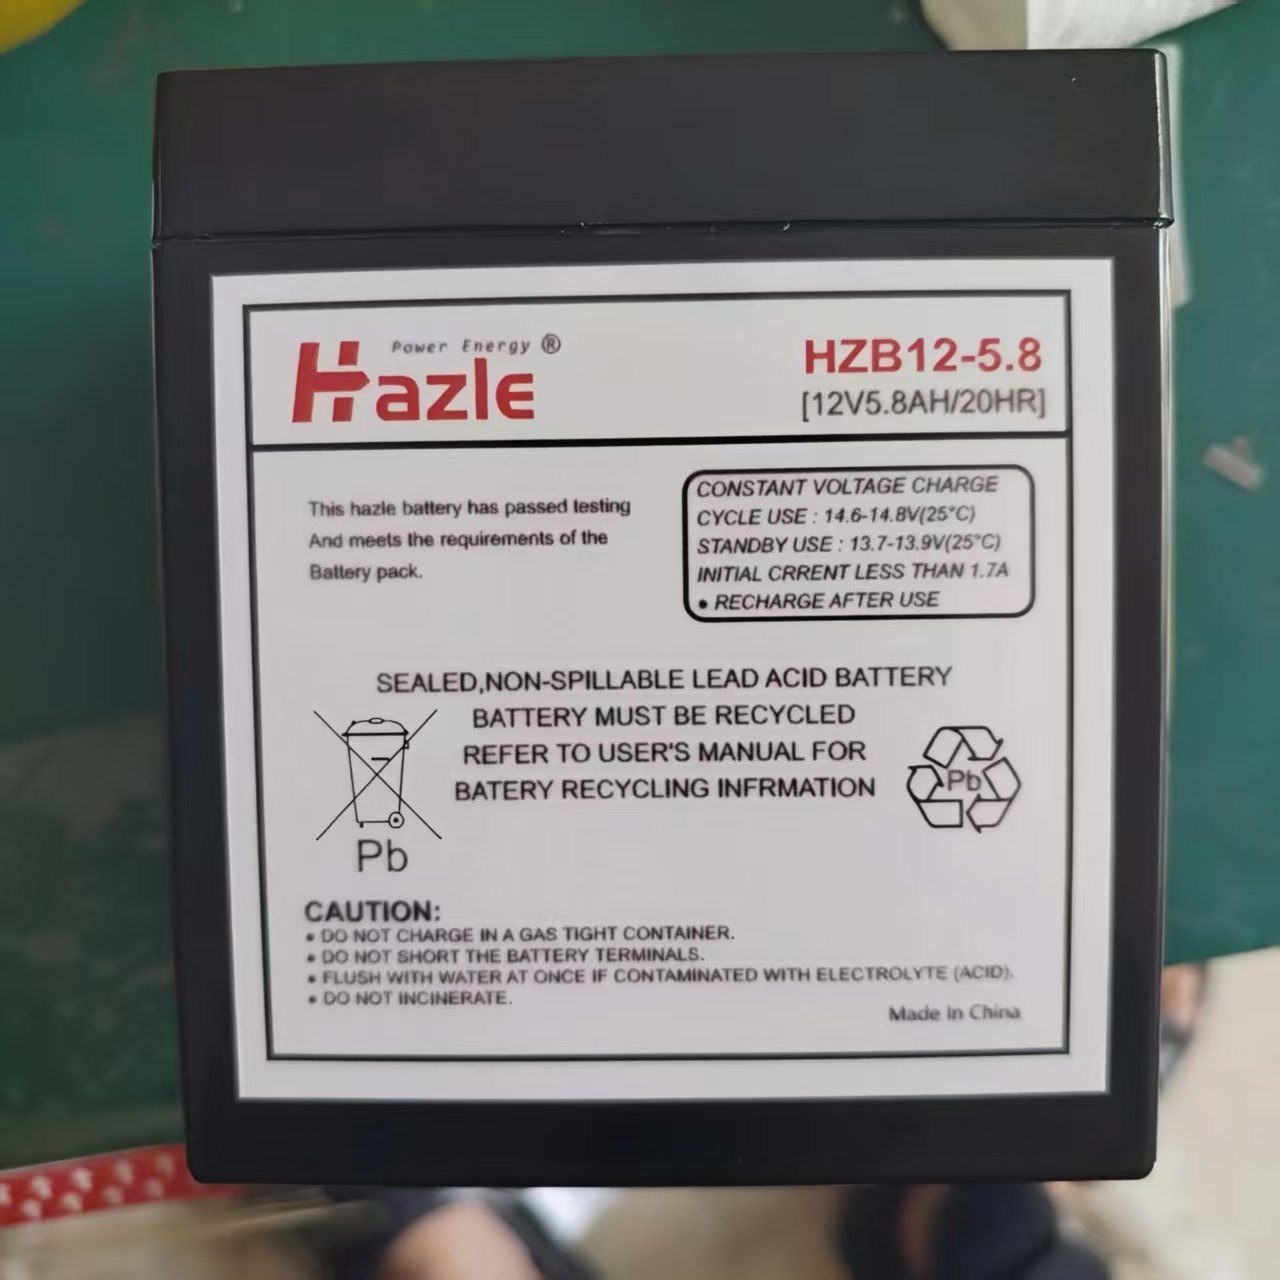 Power Energy ®
Hazle
HZB12-5.8
[12V5.8AH/20HR]
This hazle battery has passed testing
And meets the requirements of the
Battery pack.
CONSTANT VOLTAGE CHARGE
CYCLE USE : 14.6-14.8V(25°C)
STANDBY USE : 13.7-13.9V(25°C)
INITIAL CRRENT LESS THAN 1.7A
• RECHARGE AFTER USE
SEALED,NON-SPILLABLE LEAD ACID BATTERY
BATTERY MUST BE RECYCLED
REFER TO USER'S MANUAL FOR
BATERY RECYCLING INFRMATION
Pb
Pb
CAUTION:
• DO NOT CHARGE IN A GAS TIGHT CONTAINER.
• DO NOT SHORT THE BATTERY TERMINALS.
• FLUSH WITH WATER AT ONCE IF CONTAMINATED WITH ELECTROLYTE (ACID).
• DO NOT INCINERATE.
Made In China